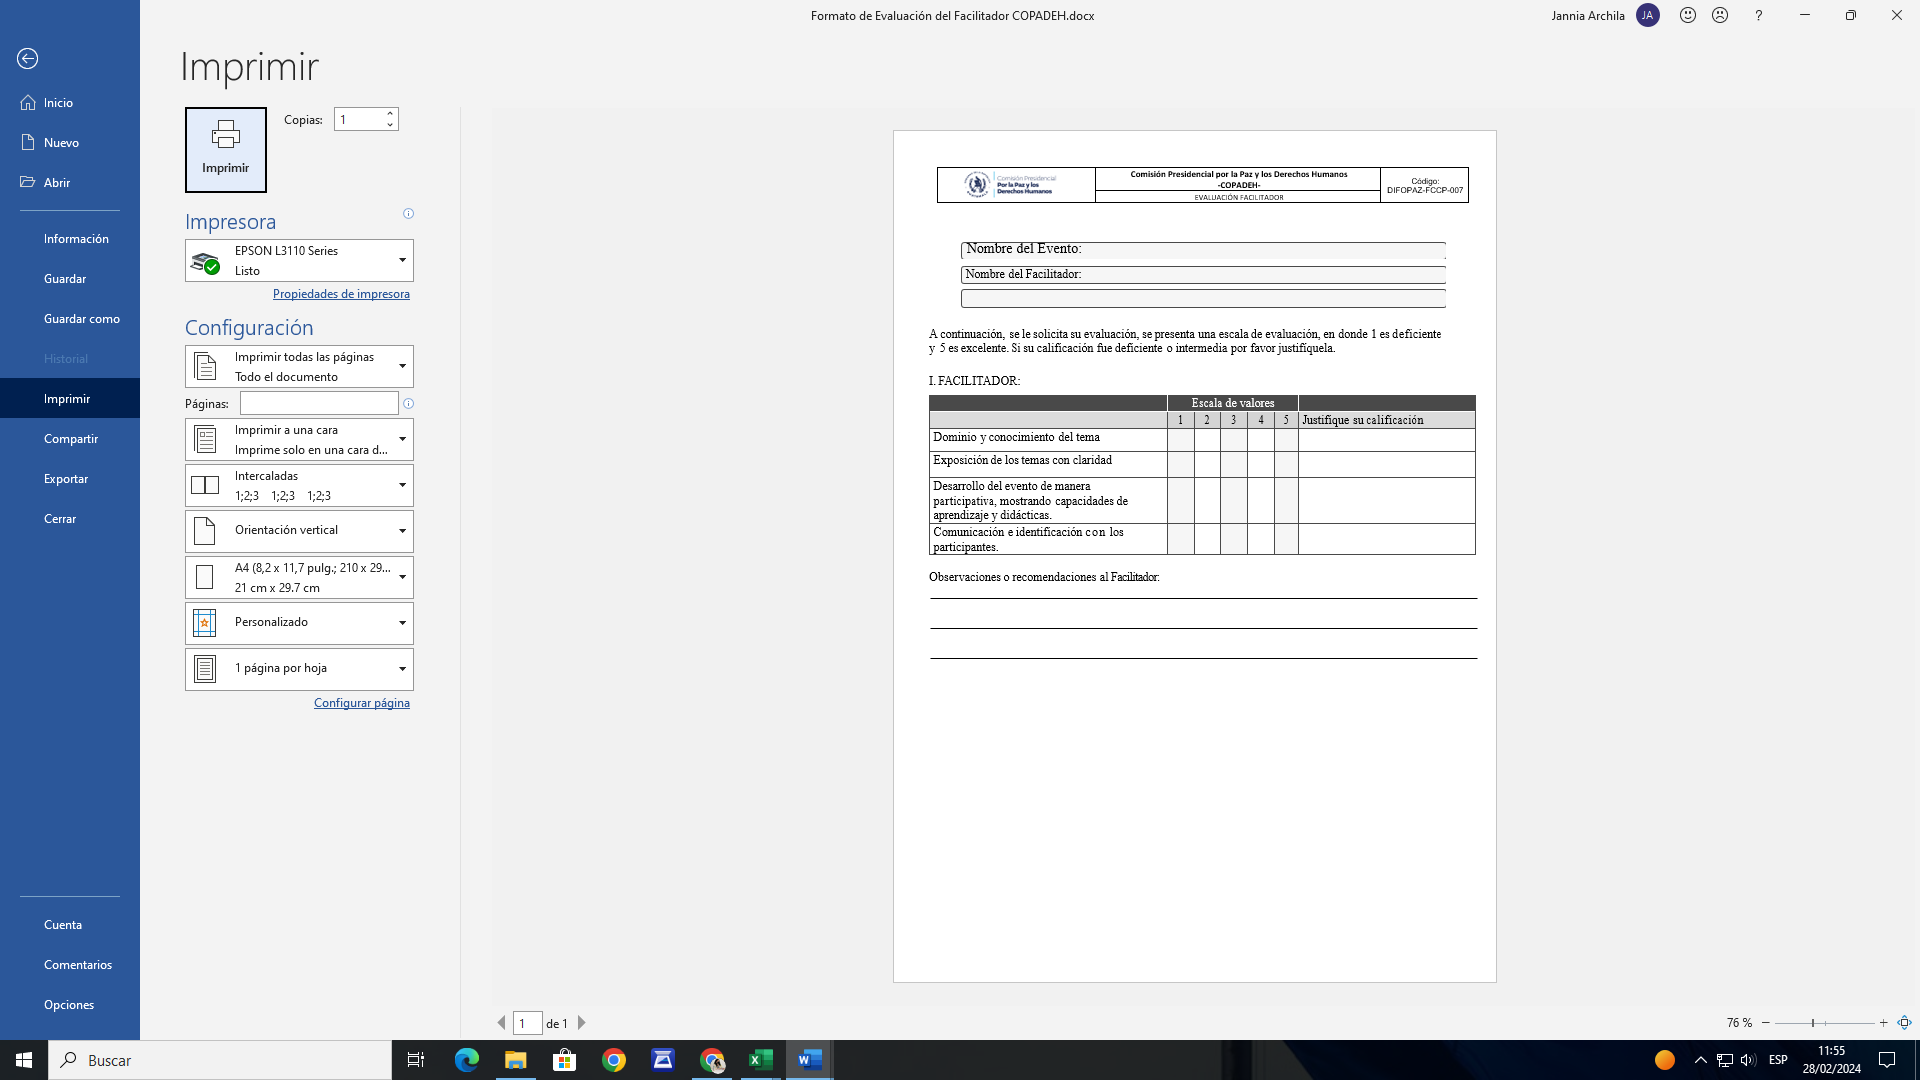 Formato de Evaluación del Facilitador COPADEH.docx
Jannia Archila
JA
?
Imprimir
Inicio
Nuevo
Abrir
Información
Guardar
Guardar como
Historial
Imprimir
Compartir
Exportar
Cerrar
Cuenta
Comentarios
Opciones
Imprimir
Copias:
1
Impresora
EPSON L3110 Series
Listo
Propiedades de impresora
Configuración
Imprimir todas las páginas
Todo el documento
Páginas:
Imprimir a una cara
Imprime solo en una cara d...
Intercaladas
1;2;3 1;2;3 1;2;3
Orientación vertical
A4 (8,2 x 11,7 pulg.; 210 x 29...
21 cm x 29.7 cm
Personalizado
1 página por hoja
Configurar página
Comisión Presidencial
Por la Paz y los
Derechos Humanos
Comisión Presidencial por la Paz y los Derechos Humanos
-COPADEH-
EVALUACIÓN FACILITADOR
Código:
DIFOPAZ-FCCP-007
Nombre del Evento:
Nombre del Facilitador:
A continuación, se le solicita su evaluación, se presenta una escala de evaluación, en donde 1 es deficiente
y 5 es excelente. Si su calificación fue deficiente o intermedia por favor justifíquela.
I. FACILITADOR:
Escala de valores
1 2 3 4 5 Justifique su calificación
Dominio y conocimiento del tema
Exposición de los temas con claridad
Desarrollo del evento de manera
participativa, mostrando capacidades de
aprendizaje y didácticas.
Comunicación e identificación con los
participantes.
Observaciones o recomendaciones al Facilitador:
1 de 1
76 %
Buscar
ESP
11:55
28/02/2024